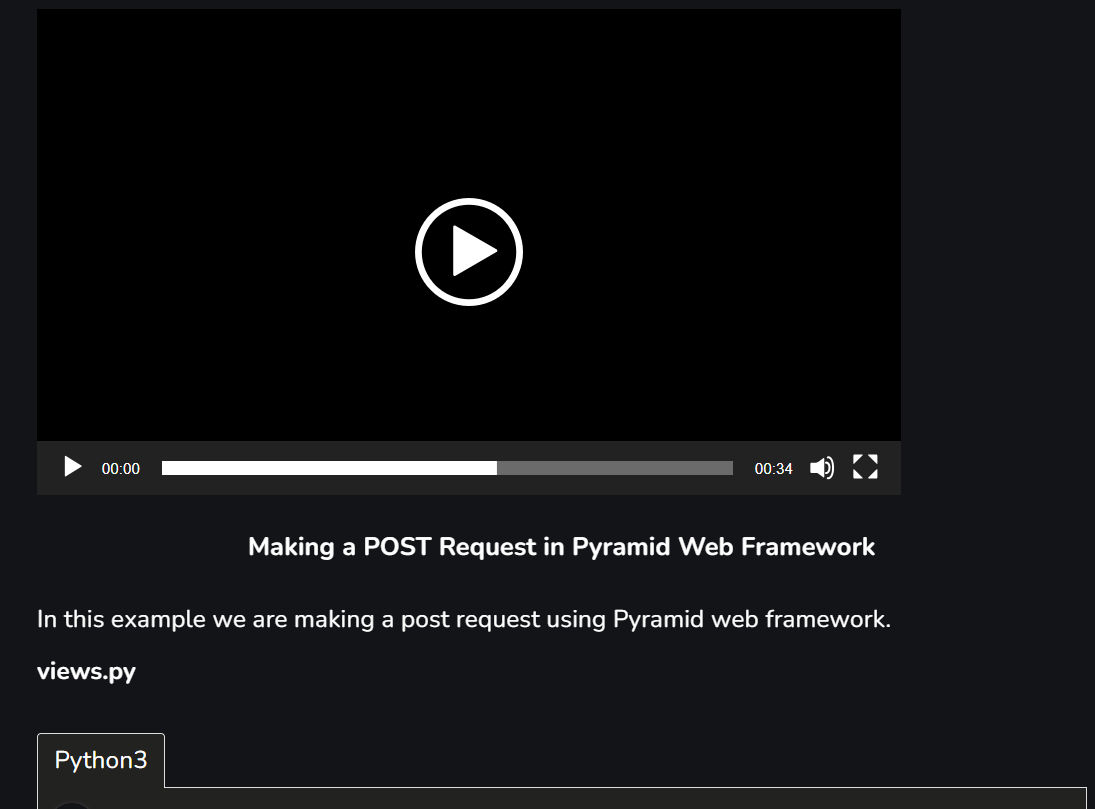 00:00 00:34
Making a POST Request in Pyramid Web Framework
In this example we are making a post request using Pyramid web framework.
views.py
Python3